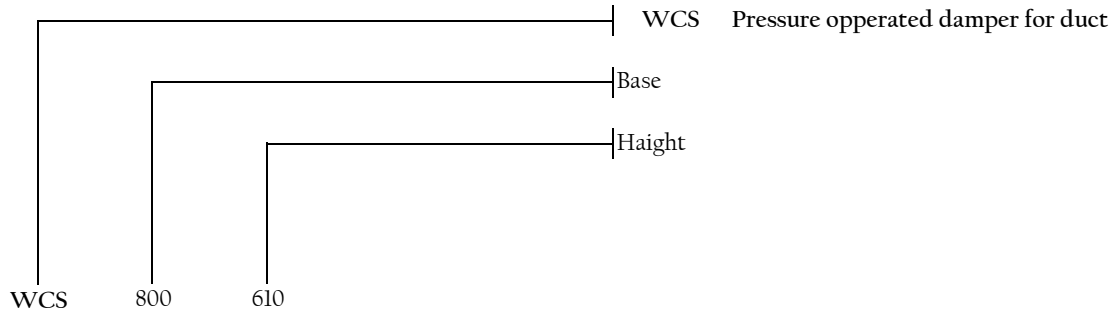 WCS Pressure opperated damper for duct
Base
Haight
WCS 800 610